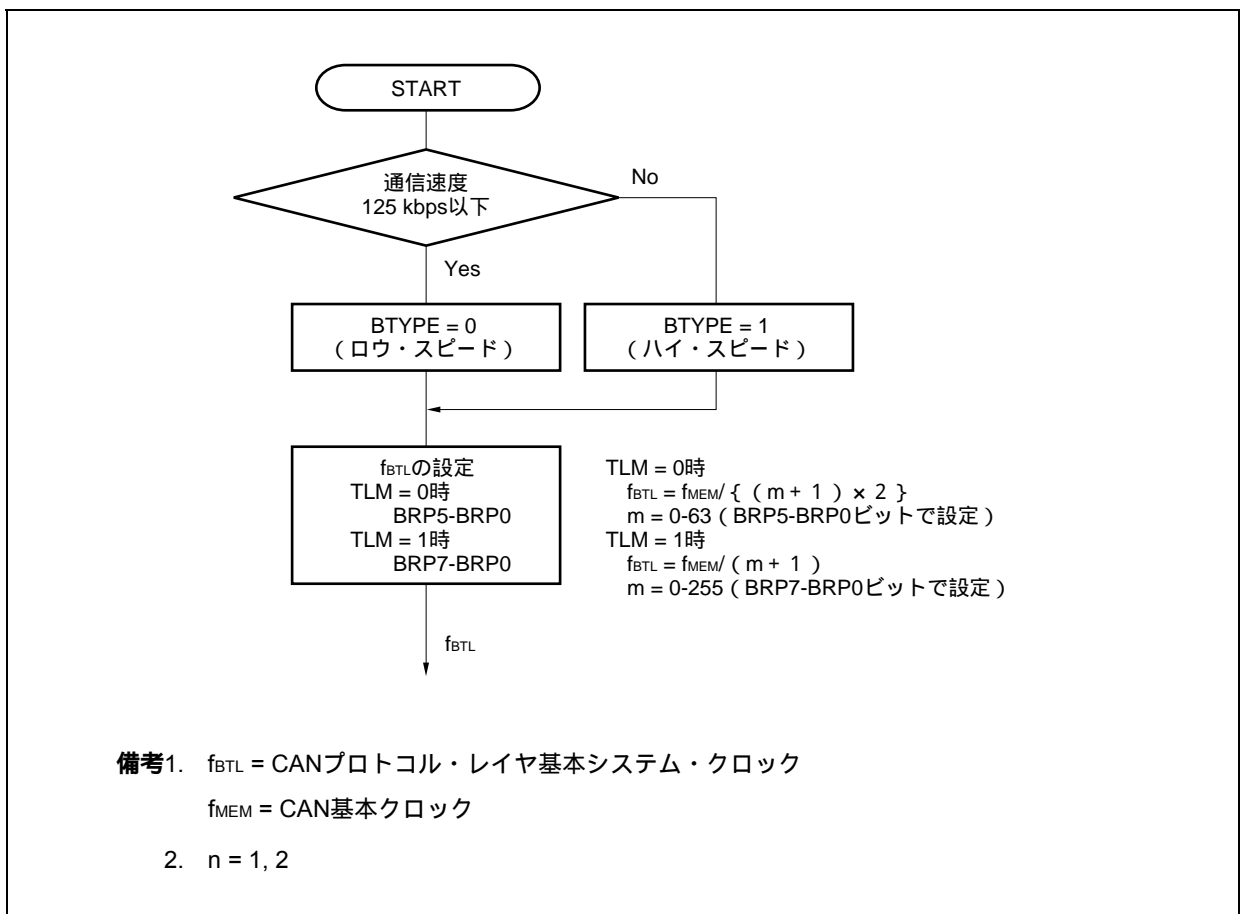 START
通信速度
125 kbps以下
No
Yes
BTYPE = 0
（ロウ・スピード）
BTYPE = 1
（ハイ・スピード）
fBTLの設定
TLM = 0時
BRP5-BRP0
TLM = 1時
BRP7-BRP0
TLM = 0時
fBTL = fMEM/｛（m + 1）× 2｝
m = 0-63（BRP5-BRP0ビットで設定）
TLM = 1時
fBTL = fMEM/（m + 1）
m = 0-255（BRP7-BRP0ビットで設定）
fBTL
備考1. fBTL = CANプロトコル・レイヤ基本システム・クロック
fMEM = CAN基本クロック
2. n = 1, 2